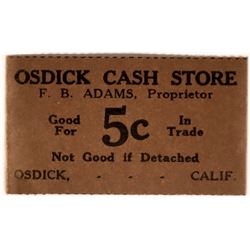 OSDICK CASH STORE
F. B. ADAMS, Proprietor
Good For 5c In Trade
Not Good if Detached
OSDICK, - - - CALIF.